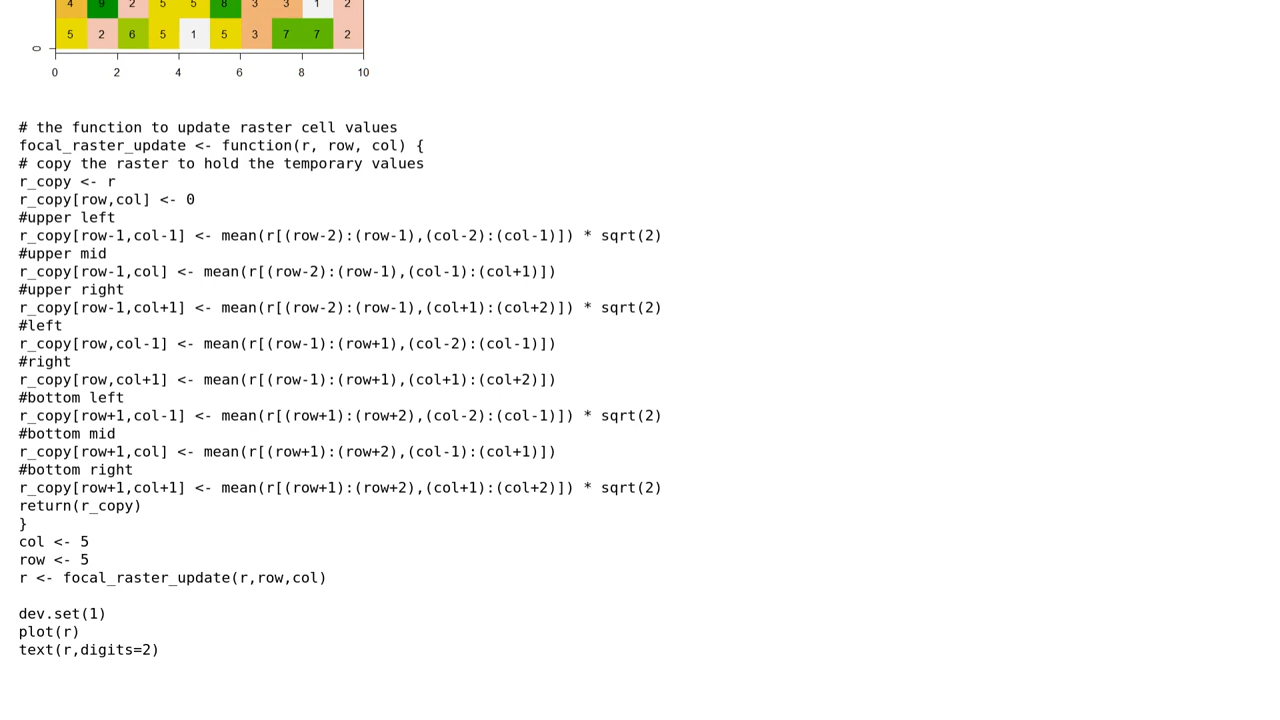 4 9 2 5 5 8 3 3 1 2
5 2 6 5 1 5 3 7 7 2
0
0 2 4 6 8 10
# the function to update raster cell values
focal_raster_update <- function(r, row, col) {
# copy the raster to hold the temporary values
r_copy <- r
r_copy[row,col] <- 0
#upper left
r_copy[row-1,col-1] <- mean(r[(row-2):(row-1),(col-2):(col-1)]) * sqrt(2)
#upper mid
r_copy[row-1,col] <- mean(r[(row-2):(row-1),(col-1):(col+1)])
#upper right
r_copy[row-1,col+1] <- mean(r[(row-2):(row-1),(col+1):(col+2)]) * sqrt(2)
#left
r_copy[row,col-1] <- mean(r[(row-1):(row+1),(col-2):(col-1)])
#right
r_copy[row,col+1] <- mean(r[(row-1):(row+1),(col+1):(col+2)])
#bottom left
r_copy[row+1,col-1] <- mean(r[(row+1):(row+2),(col-2):(col-1)]) * sqrt(2)
#bottom mid
r_copy[row+1,col] <- mean(r[(row+1):(row+2),(col-1):(col+1)])
#bottom right
r_copy[row+1,col+1] <- mean(r[(row+1):(row+2),(col+1):(col+2)]) * sqrt(2)
return(r_copy)
}
col <- 5
row <- 5
r <- focal_raster_update(r,row,col)
dev.set(1)
plot(r)
text(r,digits=2)